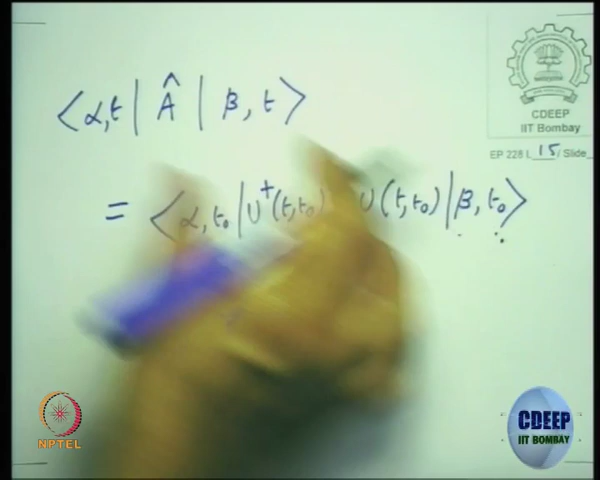 ⟨α,t | Â | β, t⟩
= ⟨α, t₀ | U†(t,t₀) U(t,t₀) | β, t₀⟩
CDEEP
IIT Bombay
EP 228 L 15 / Slide
NPTEL
CDEEP
IIT BOMBAY